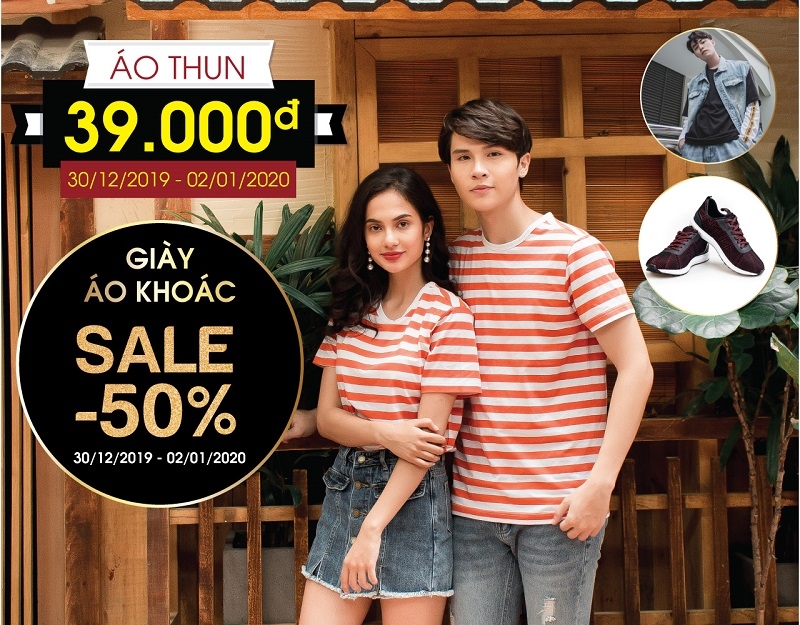 ÁO THUN
39.000đ
30/12/2019 - 02/01/2020
GIÀY
ÁO KHOÁC
SALE
-50%
30/12/2019 - 02/01/2020